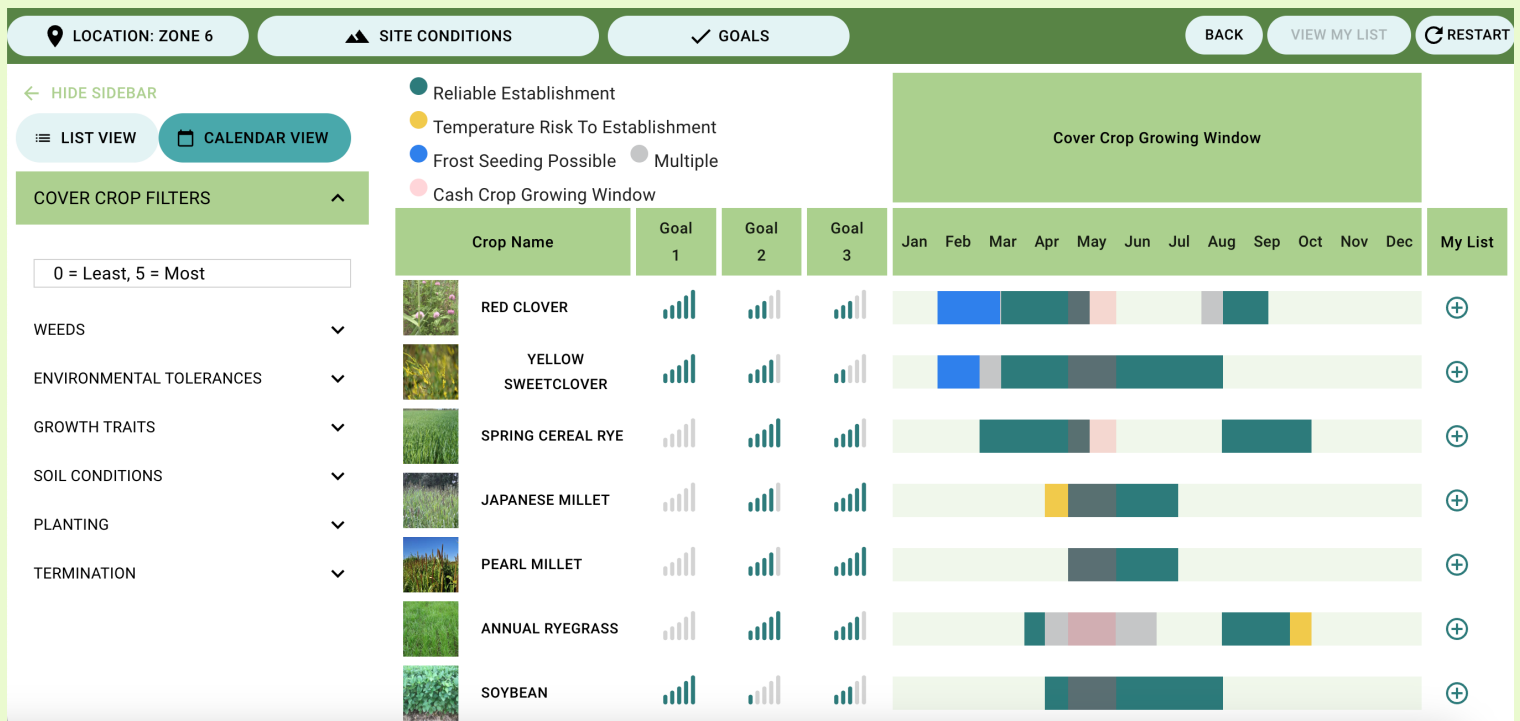 LOCATION: ZONE 6
SITE CONDITIONS
GOALS
BACK
VIEW MY LIST
RESTART
HIDE SIDEBAR
LIST VIEW
CALENDAR VIEW
COVER CROP FILTERS
0 = Least, 5 = Most
WEEDS
ENVIRONMENTAL TOLERANCES
GROWTH TRAITS
SOIL CONDITIONS
PLANTING
TERMINATION
Reliable Establishment
Temperature Risk To Establishment
Frost Seeding Possible Multiple
Cash Crop Growing Window
Cover Crop Growing Window
Crop Name
Goal
1
Goal
2
Goal
3
Jan Feb Mar Apr May Jun Jul Aug Sep Oct Nov Dec
My List
RED CLOVER
YELLOW
SWEETCLOVER
SPRING CEREAL RYE
JAPANESE MILLET
PEARL MILLET
ANNUAL RYEGRASS
SOYBEAN